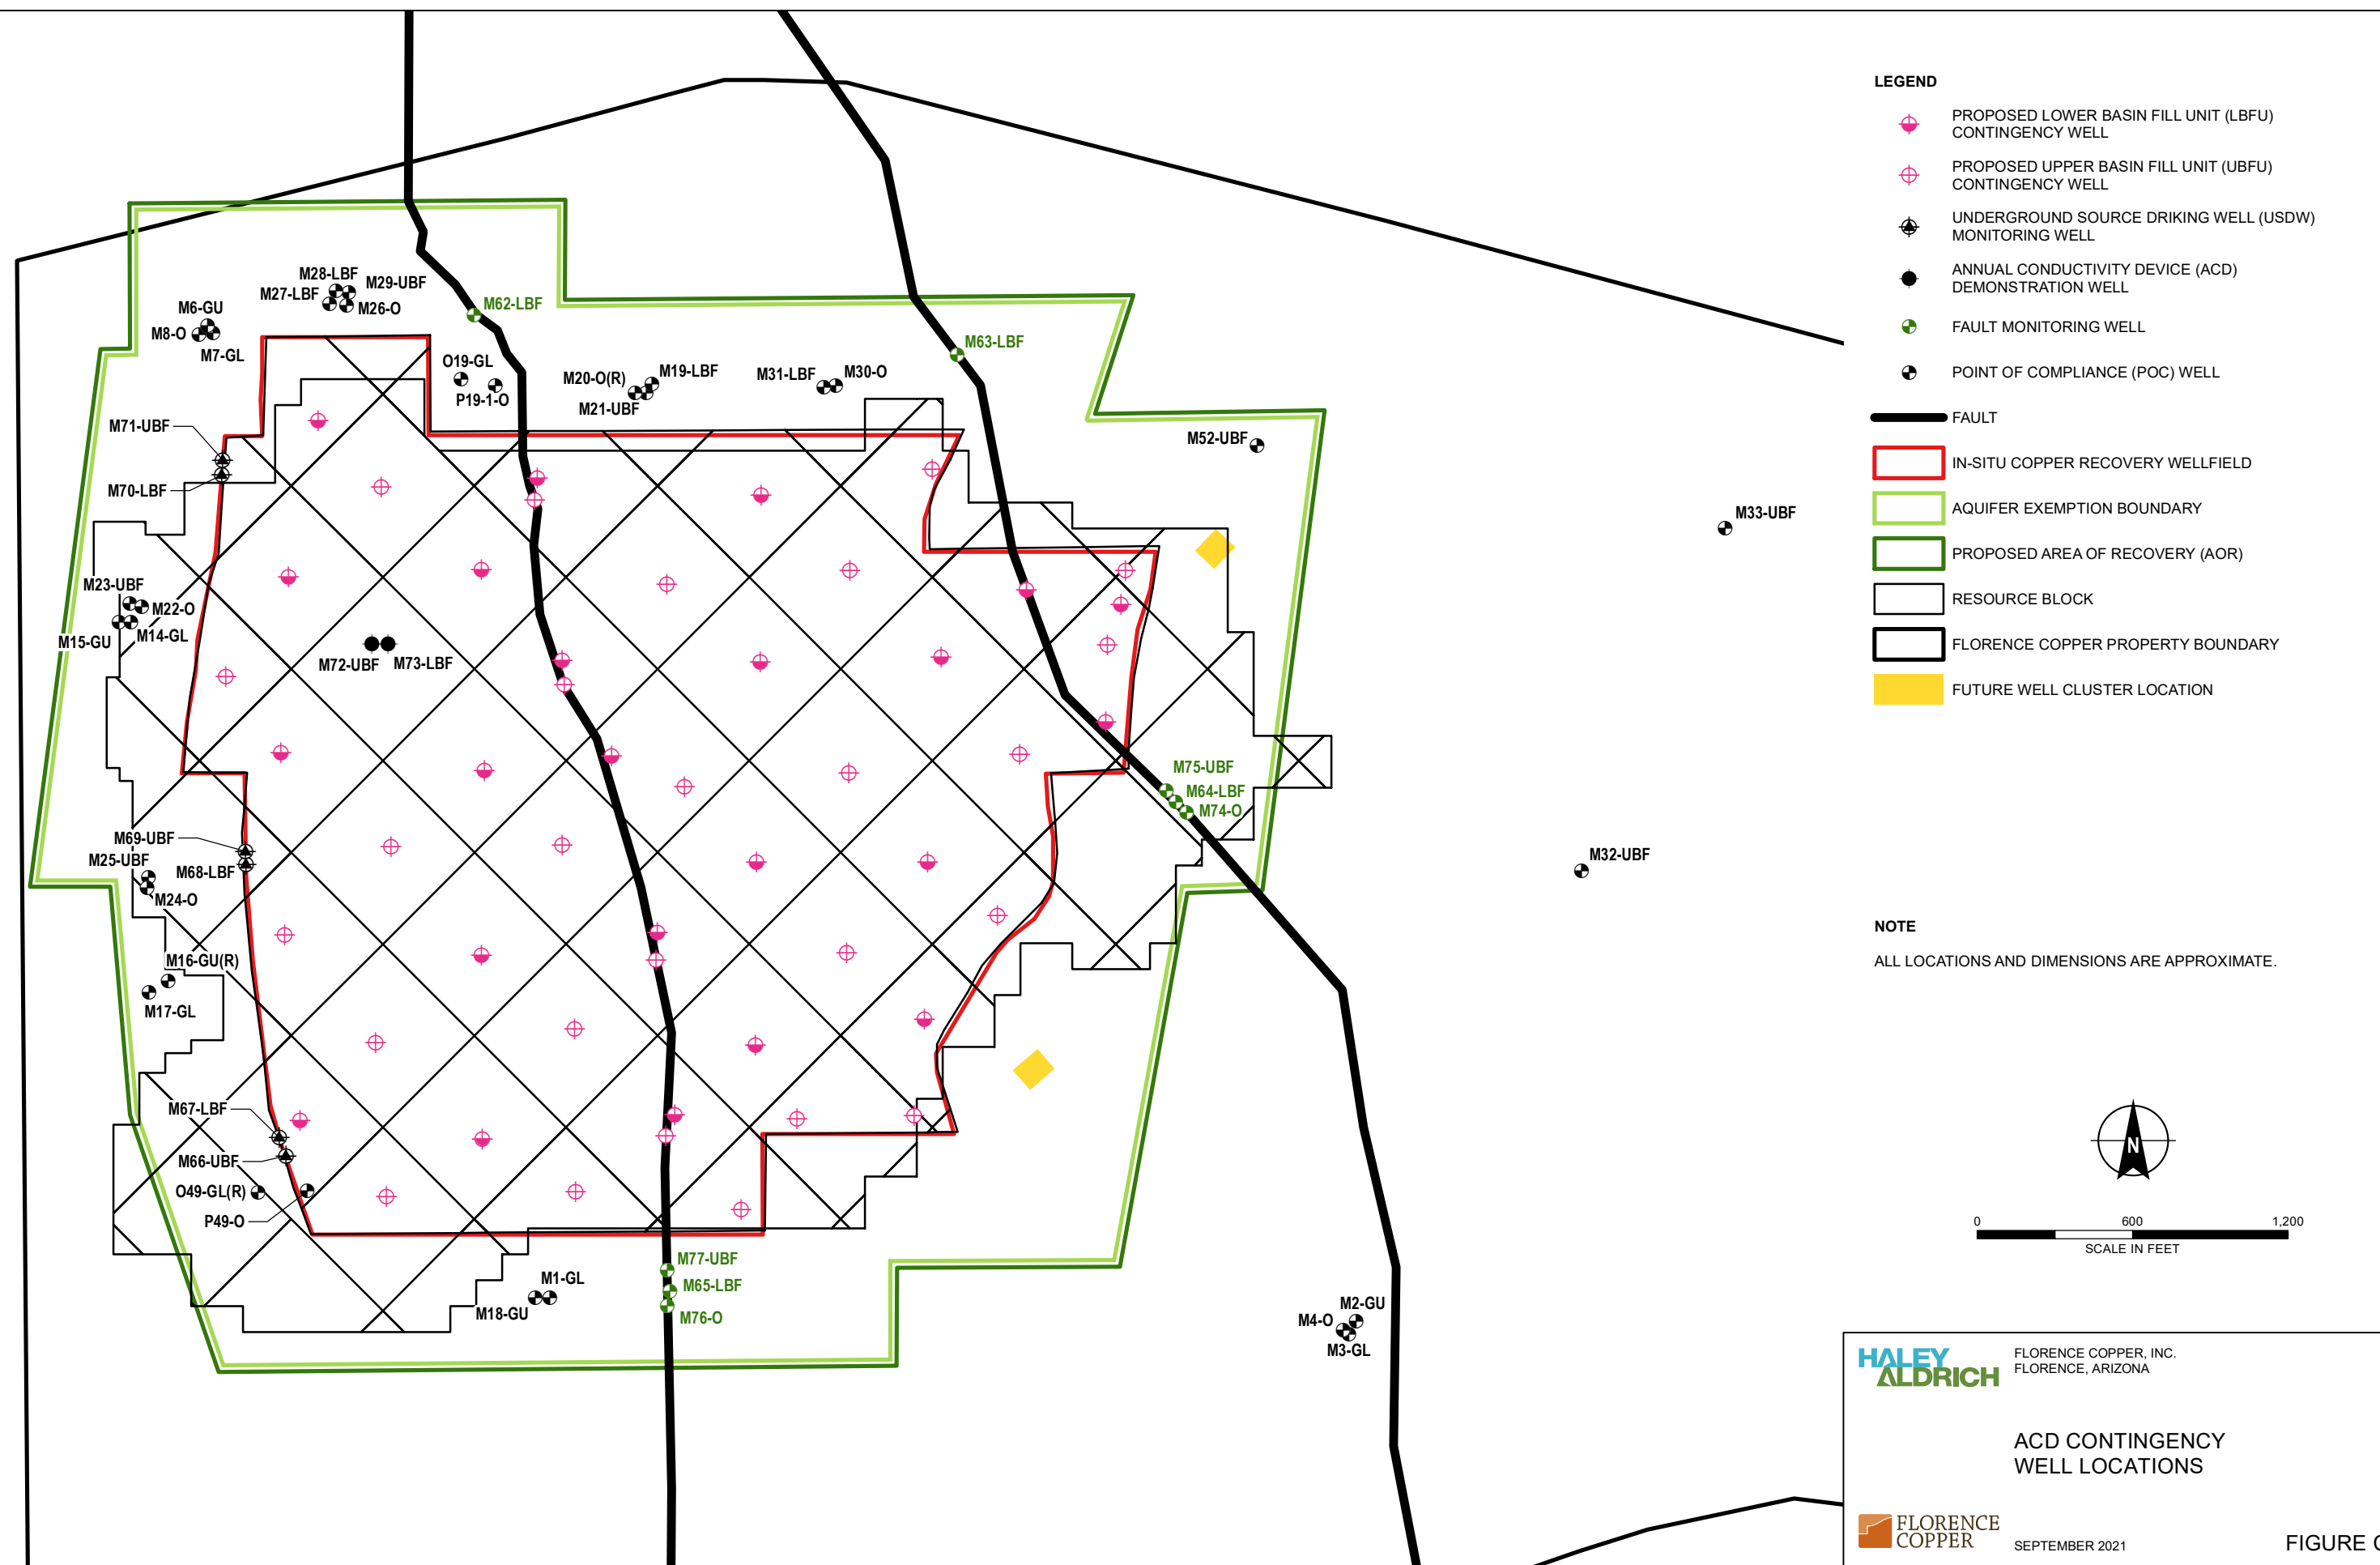 LEGEND
PROPOSED LOWER BASIN FILL UNIT (LBFU)
CONTINGENCY WELL
PROPOSED UPPER BASIN FILL UNIT (UBFU)
CONTINGENCY WELL
UNDERGROUND SOURCE DRIKING WELL (USDW)
MONITORING WELL
ANNUAL CONDUCTIVITY DEVICE (ACD)
DEMONSTRATION WELL
FAULT MONITORING WELL
POINT OF COMPLIANCE (POC) WELL
FAULT
IN-SITU COPPER RECOVERY WELLFIELD
AQUIFER EXEMPTION BOUNDARY
PROPOSED AREA OF RECOVERY (AOR)
RESOURCE BLOCK
FLORENCE COPPER PROPERTY BOUNDARY
FUTURE WELL CLUSTER LOCATION
NOTE
ALL LOCATIONS AND DIMENSIONS ARE APPROXIMATE.
N
0 600 1,200
SCALE IN FEET
M28-LBF
M29-UBF
M27-LBF
M26-O
M6-GU
M8-O
M7-GL
M62-LBF
M63-LBF
O19-GL
P19-1-O
M20-O(R)
M19-LBF
M21-UBF
M31-LBF
M30-O
M52-UBF
M71-UBF
M70-LBF
M33-UBF
M23-UBF
M22-O
M15-GU
M14-GL
M72-UBF
M73-LBF
M75-UBF
M64-LBF
M74-O
M69-UBF
M25-UBF
M68-LBF
M24-O
M32-UBF
M16-GU(R)
M17-GL
M67-LBF
M66-UBF
O49-GL(R)
P49-O
M77-UBF
M1-GL
M65-LBF
M18-GU
M76-O
M2-GU
M4-O
M3-GL
HALEY
ALDRICH
FLORENCE COPPER, INC.
FLORENCE, ARIZONA
ACD CONTINGENCY
WELL LOCATIONS
FLORENCE
COPPER
SEPTEMBER 2021
FIGURE